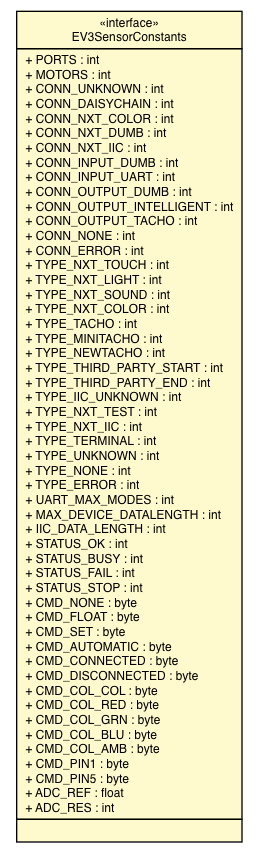 «interface»
EV3SensorConstants
+ PORTS : int
+ MOTORS : int
+ CONN_UNKNOWN : int
+ CONN_DAISYCHAIN : int
+ CONN_NXT_COLOR : int
+ CONN_NXT_DUMB : int
+ CONN_NXT_IIC : int
+ CONN_INPUT_DUMB : int
+ CONN_INPUT_UART : int
+ CONN_OUTPUT_DUMB : int
+ CONN_OUTPUT_INTELLIGENT : int
+ CONN_OUTPUT_TACHO : int
+ CONN_NONE : int
+ CONN_ERROR : int
+ TYPE_NXT_TOUCH : int
+ TYPE_NXT_LIGHT : int
+ TYPE_NXT_SOUND : int
+ TYPE_NXT_COLOR : int
+ TYPE_TACHO : int
+ TYPE_MINITACHO : int
+ TYPE_NEWTACHO : int
+ TYPE_THIRD_PARTY_START : int
+ TYPE_THIRD_PARTY_END : int
+ TYPE_IIC_UNKNOWN : int
+ TYPE_NXT_TEST : int
+ TYPE_NXT_IIC : int
+ TYPE_TERMINAL : int
+ TYPE_UNKNOWN : int
+ TYPE_NONE : int
+ TYPE_ERROR : int
+ UART_MAX_MODES : int
+ MAX_DEVICE_DATALENGTH : int
+ IIC_DATA_LENGTH : int
+ STATUS_OK : int
+ STATUS_BUSY : int
+ STATUS_FAIL : int
+ STATUS_STOP : int
+ CMD_NONE : byte
+ CMD_FLOAT : byte
+ CMD_SET : byte
+ CMD_AUTOMATIC : byte
+ CMD_CONNECTED : byte
+ CMD_DISCONNECTED : byte
+ CMD_COL_COL : byte
+ CMD_COL_RED : byte
+ CMD_COL_GRN : byte
+ CMD_COL_BLU : byte
+ CMD_COL_AMB : byte
+ CMD_PIN1 : byte
+ CMD_PIN5 : byte
+ ADC_REF : float
+ ADC_RES : int